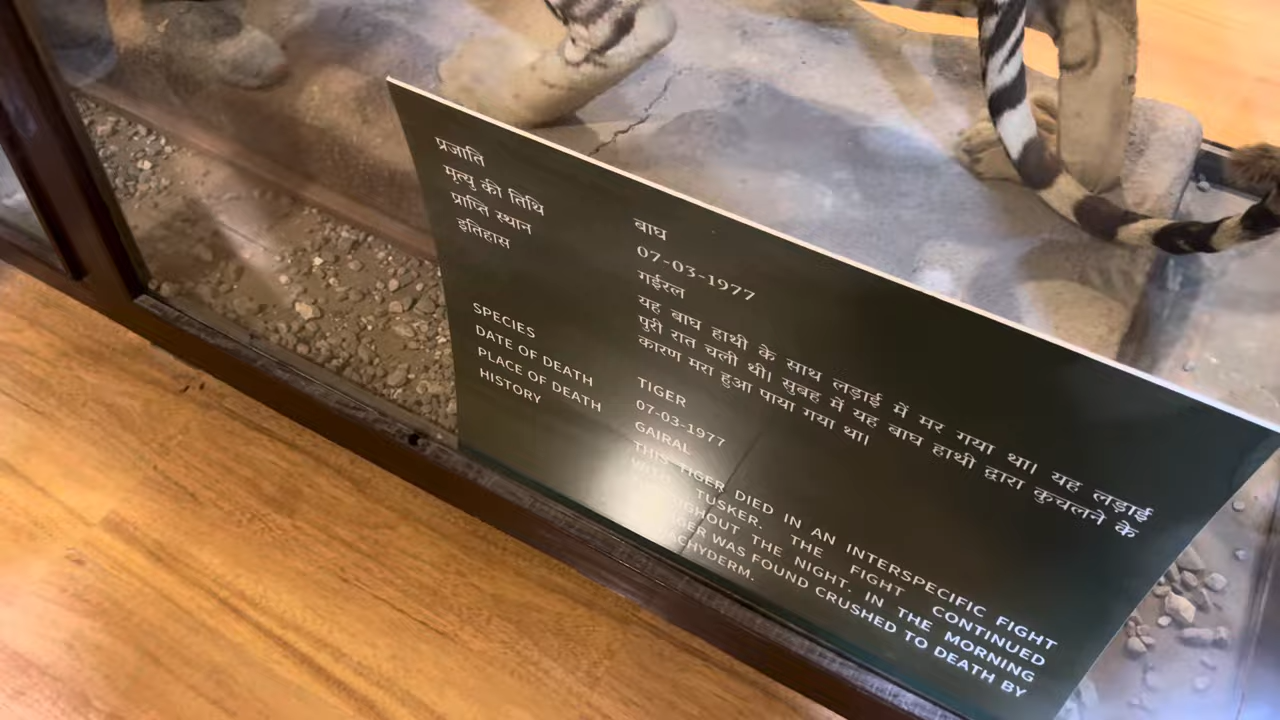 प्रजाति
बाघ
मृत्यु की तिथि
07-03-1977
प्राप्ति स्थान
गईरल
इतिहास
यह बाघ हाथी के साथ लड़ाई में मर गया था। यह लड़ाई
पुरी रात चली थी। सुबह में यह बाघ हाथी द्वारा कुचलने के
कारण मरा हुआ पाया गया था।
SPECIES
TIGER
DATE OF DEATH
07-03-1977
PLACE OF DEATH
GAIRAL
HISTORY
THIS TIGER DIED IN AN INTERSPECIFIC FIGHT
TUSKER. THE FIGHT CONTINUED
THE NIGHT. IN THE MORNING
WAS FOUND CRUSHED TO DEATH BY